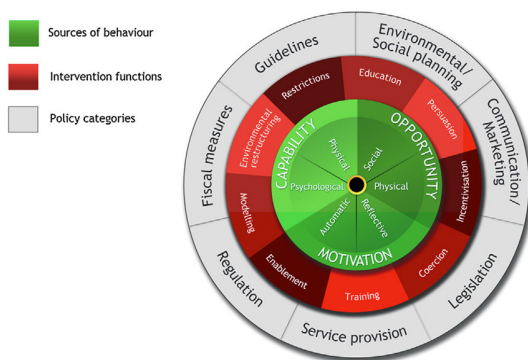 Sources of behaviour
Intervention functions
Policy categories
Guidelines
Environmental/
Social planning
Communication/
Marketing
Legislation
Service provision
Regulation
Fiscal measures
Restrictions
Education
Persuasion
Incentivisation
Coercion
Training
Enablement
Modelling
Environmental
restructuring
CAPABILITY
OPPORTUNITY
MOTIVATION
Physical
Social
Physical
Reflective
Automatic
Psychological